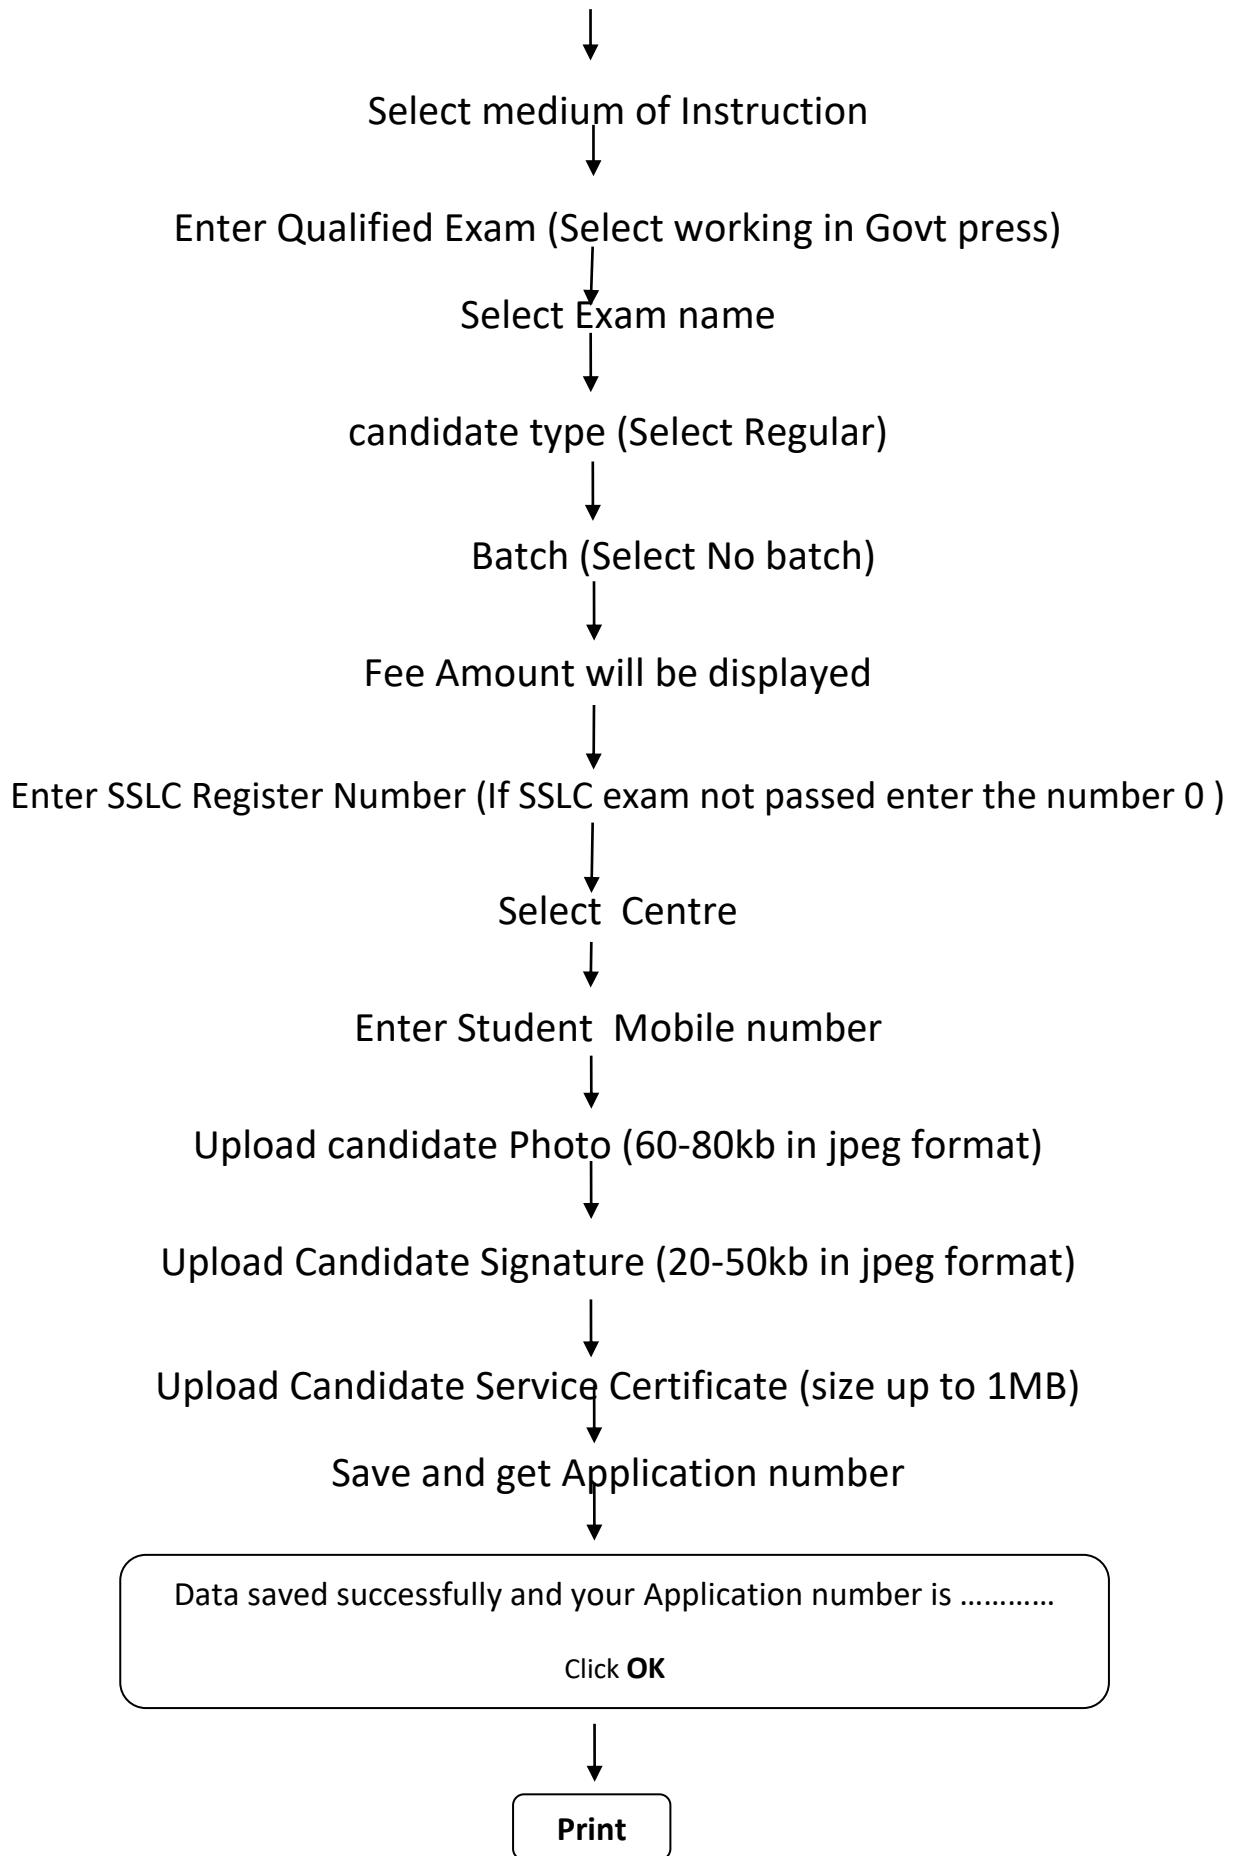 Select medium of Instruction
Enter Qualified Exam (Select working in Govt press)
Select Exam name
candidate type (Select Regular)
Batch (Select No batch)
Fee Amount will be displayed
Enter SSLC Register Number (If SSLC exam not passed enter the number 0 )
Select  Centre
Enter Student  Mobile number
Upload candidate Photo (60-80kb in jpeg format)
Upload Candidate Signature (20-50kb in jpeg format)
Upload Candidate Service Certificate (size up to 1MB)
Save and get Application number
Data saved successfully and your Application number is …………
Click OK
Print